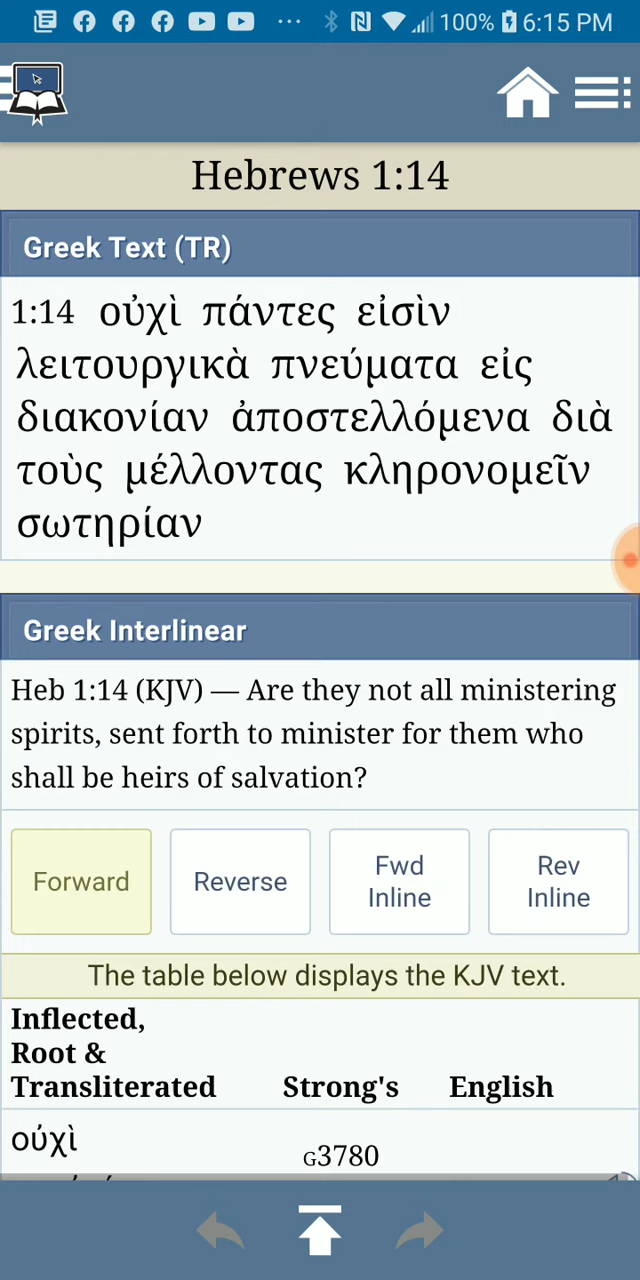 100% 6:15 PM
Hebrews 1:14
Greek Text (TR)
1:14 οὐχὶ πάντες εἰσὶν
λειτουργικὰ πνεύματα εἰς
διακονίαν ἀποστελλόμενα διὰ
τοὺς μέλλοντας κληρονομεῖν
σωτηρίαν
Greek Interlinear
Heb 1:14 (KJV) — Are they not all ministering
spirits, sent forth to minister for them who
shall be heirs of salvation?
Forward
Reverse
Fwd
Inline
Rev
Inline
The table below displays the KJV text.
Inflected,
Root &
Transliterated Strong's English
οὐχὶ
G3780